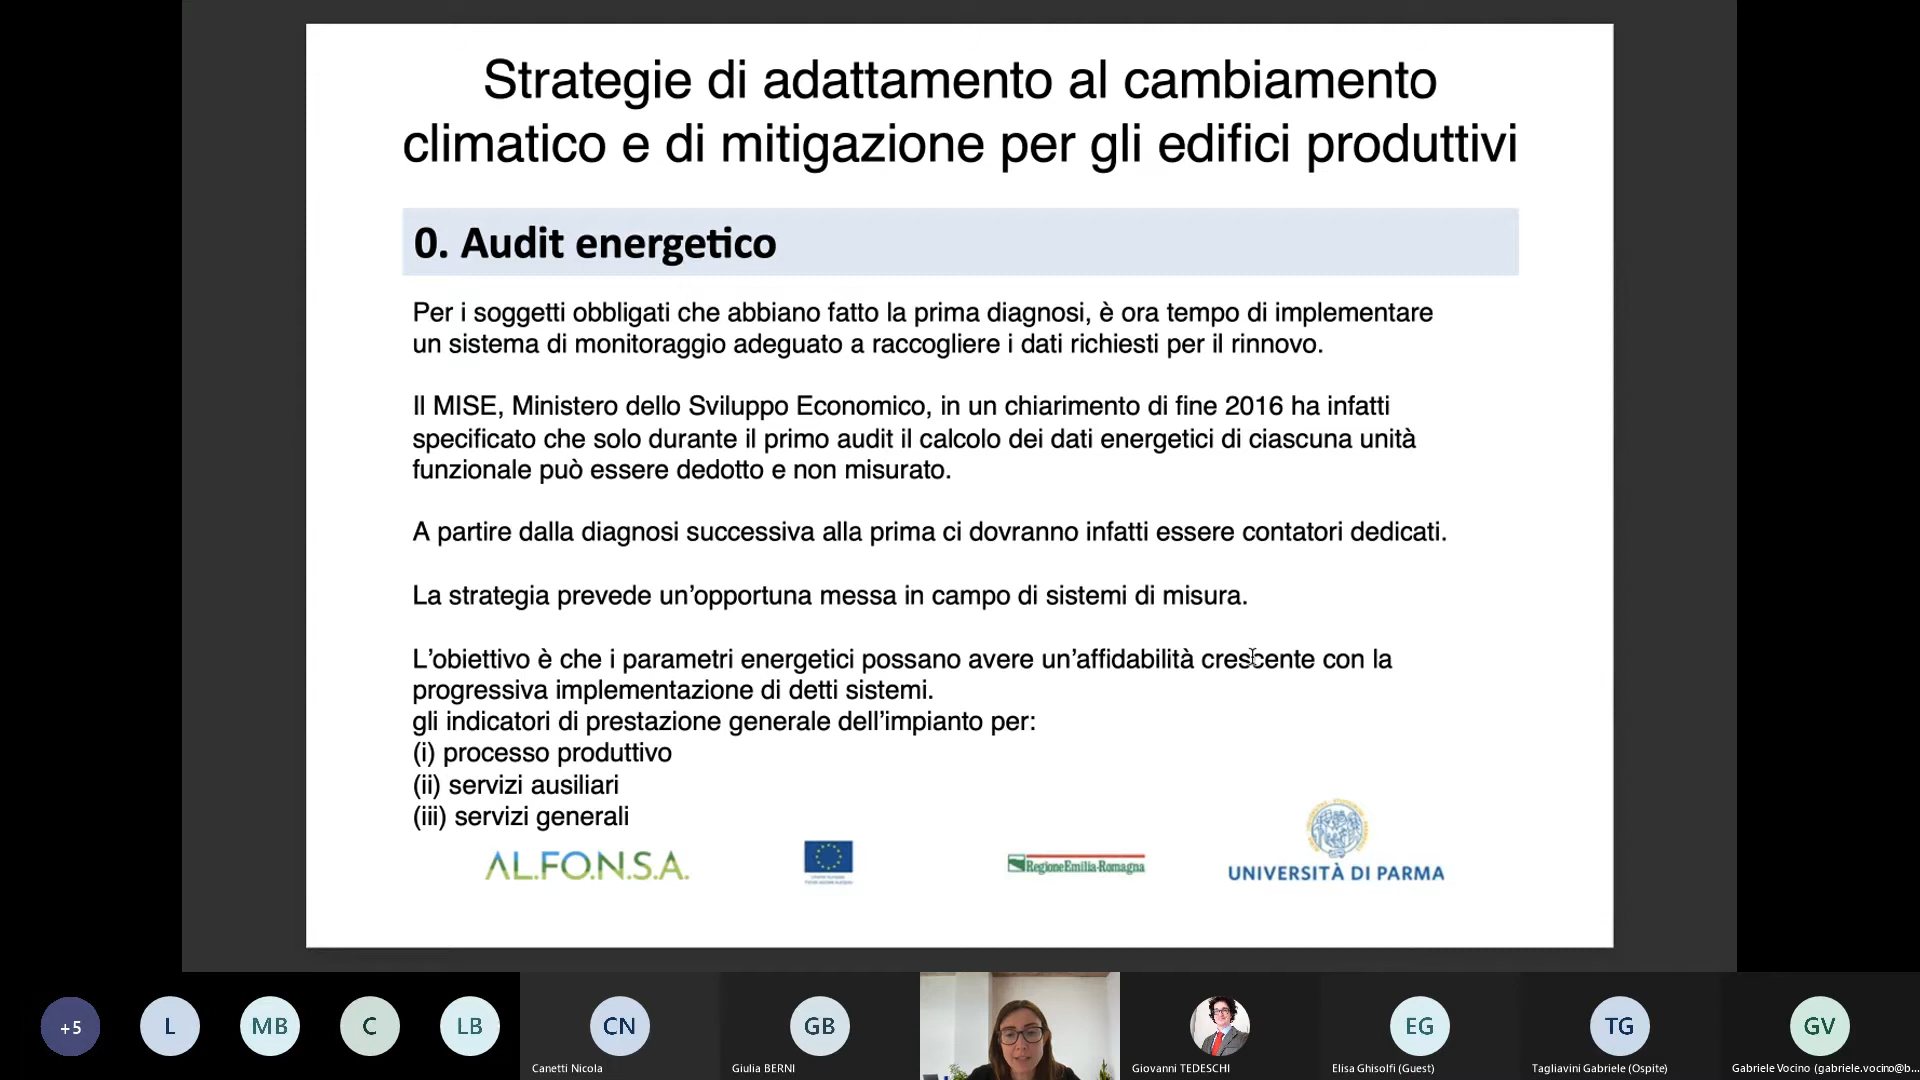 Strategie di adattamento al cambiamento
climatico e di mitigazione per gli edifici produttivi
0. Audit energetico
Per i soggetti obbligati che abbiano fatto la prima diagnosi, è ora tempo di implementare
un sistema di monitoraggio adeguato a raccogliere i dati richiesti per il rinnovo.
Il MISE, Ministero dello Sviluppo Economico, in un chiarimento di fine 2016 ha infatti
specificato che solo durante il primo audit il calcolo dei dati energetici di ciascuna unità
funzionale può essere dedotto e non misurato.
A partire dalla diagnosi successiva alla prima ci dovranno infatti essere contatori dedicati.
La strategia prevede un'opportuna messa in campo di sistemi di misura.
L'obiettivo è che i parametri energetici possano avere un'affidabilità crescente con la
progressiva implementazione di detti sistemi.
gli indicatori di prestazione generale dell'impianto per:
(i) processo produttivo
(ii) servizi ausiliari
(iii) servizi generali
AL.FO.N.S.A.
RegioneEmilia-Romagna
UNIVERSITÀ DI PARMA
+5
L
MB
C
LB
CN
GB
EG
TG
GV
Canetti Nicola
Giulia BERNI
Giovanni TEDESCHI
Elisa Ghisolfi (Guest)
Tagliavini Gabriele (Ospite)
Gabriele Vocino (gabriele.vocino@b...